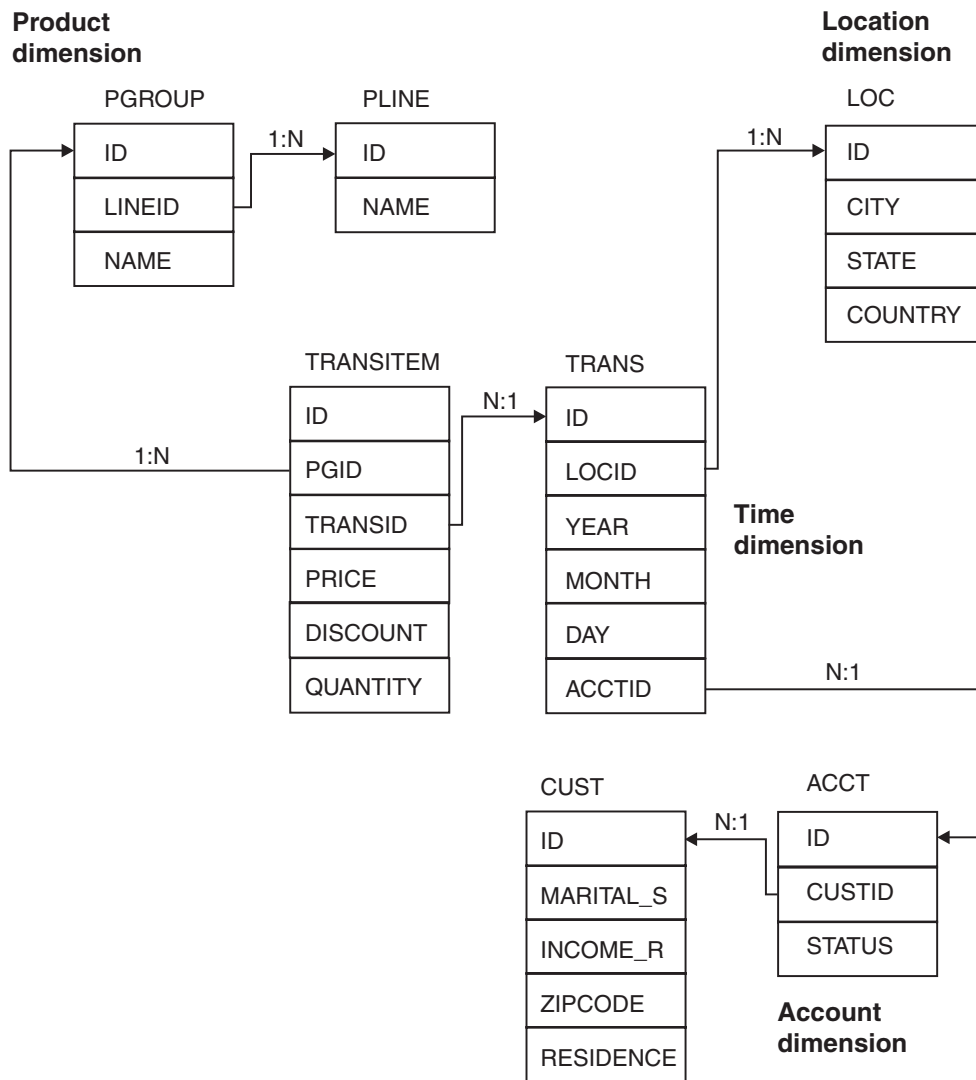 Product
dimension
Location
dimension
PGROUP
PLINE
LOC
ID
1:N
ID
1:N
ID
LINEID
NAME
CITY
NAME
STATE
COUNTRY
TRANSITEM
TRANS
ID
N:1
ID
1:N
PGID
LOCID
TRANSID
YEAR
Time
dimension
PRICE
MONTH
DISCOUNT
DAY
QUANTITY
ACCTID
N:1
CUST
ACCT
ID
N:1
ID
MARITAL_S
CUSTID
INCOME_R
STATUS
ZIPCODE
Account
dimension
RESIDENCE